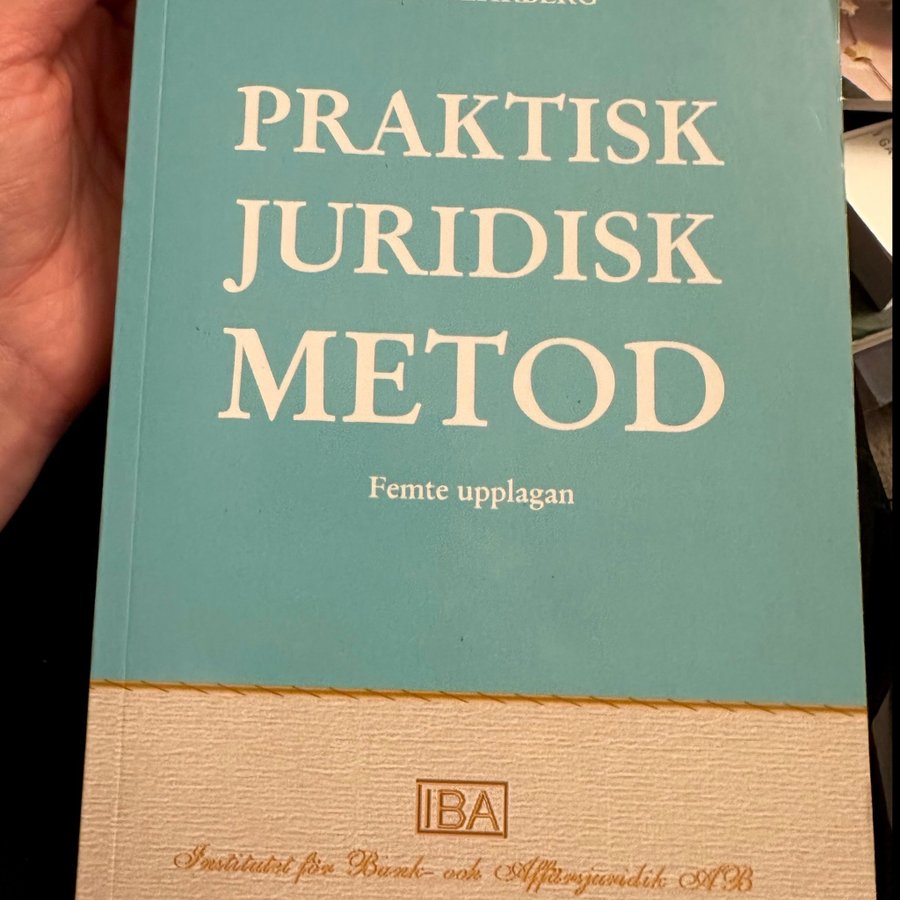 PRAKTISK
JURIDISK
METOD
Femte upplagan
IBA
Institutet för Bank- och Affärsjuridik AB